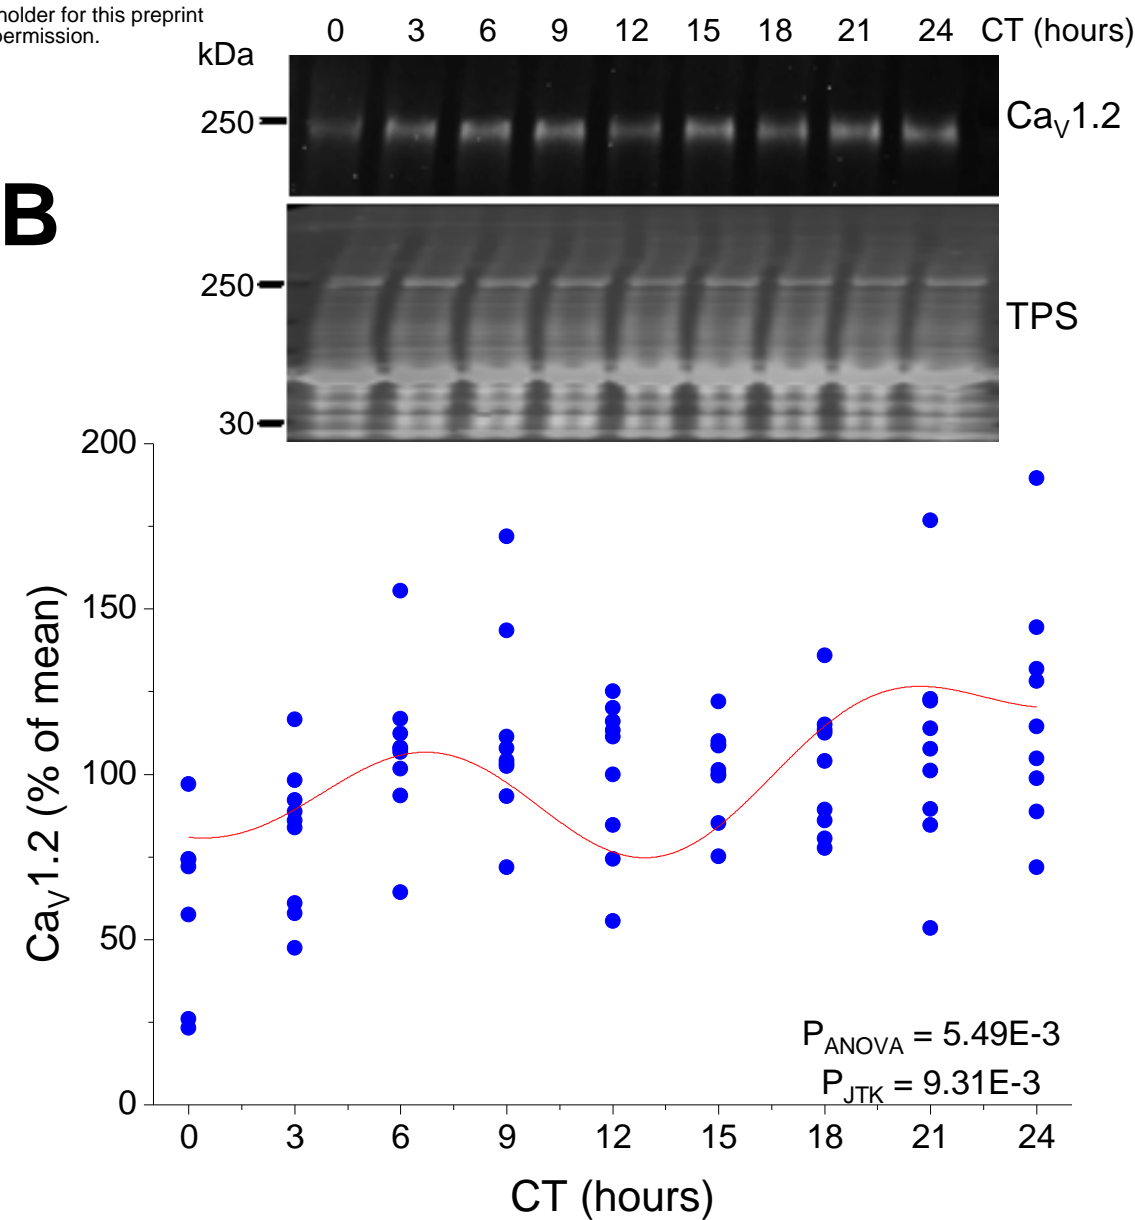 holder for this preprint
permission.
0 3 6 9 12 15 18 21 24 CT (hours)
kDa
250
CaV1.2
B
250
TPS
30
200
150
100
50
0
CaV1.2 (% of mean)
PANOVA = 5.49E-3
PJTK = 9.31E-3
0 3 6 9 12 15 18 21 24
CT (hours)